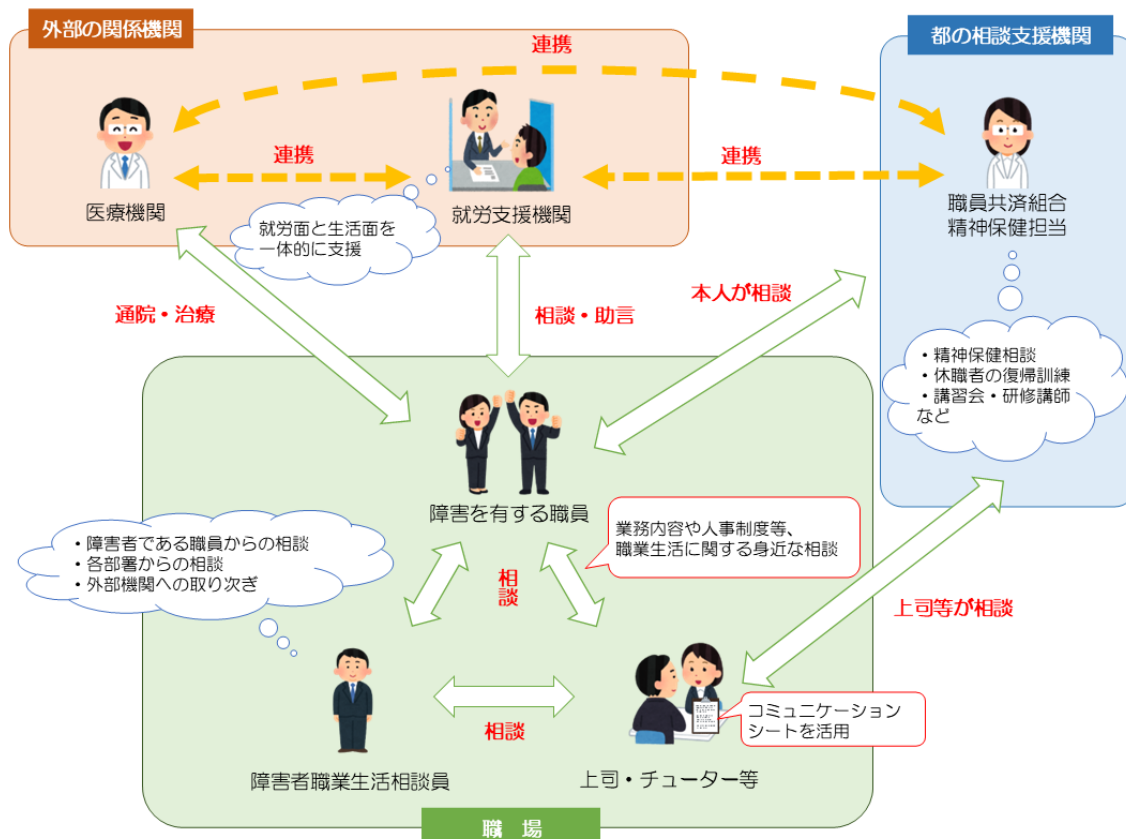 外部の関係機関
都の相談支援機関
連携
連携
連携
医療機関
就労支援機関
職員共済組合
精神保健担当
就労面と生活面を
一体的に支援
通院・治療
相談・助言
本人が相談
・精神保健相談
・休職者の復帰訓練
・講習会・研修講師
など
障害を有する職員
業務内容や人事制度等、
職業生活に関する身近な相談
・障害者である職員からの相談
・各部署からの相談
・外部機関への取り次ぎ
相談
上司等が相談
相談
コミュニケーション
シートを活用
障害者職業生活相談員
上司・チューター等
職 場